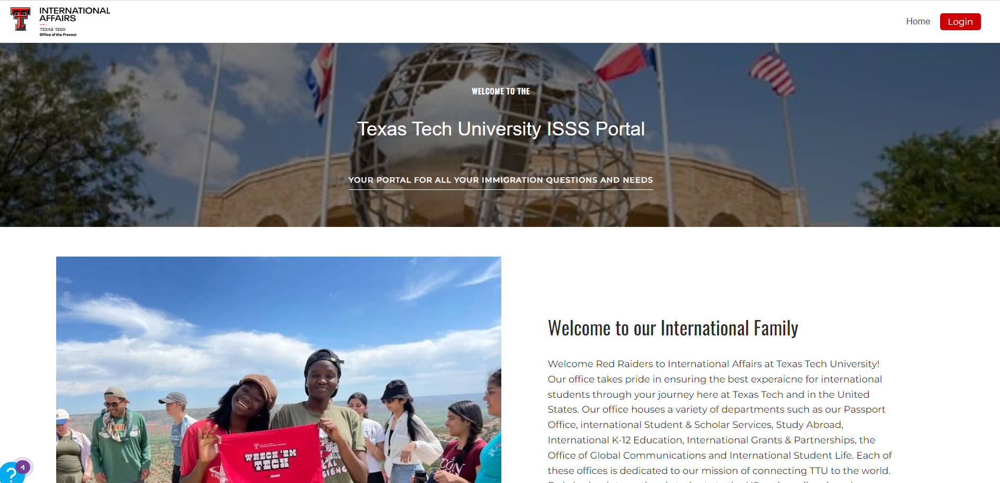 INTERNATIONAL
AFFAIRS
TEXAS TECH
Office of the Provost
Home
Login
WELCOME TO THE
Texas Tech University ISSS Portal
YOUR PORTAL FOR ALL YOUR IMMIGRATION QUESTIONS AND NEEDS
Welcome to our International Family
Welcome Red Raiders to International Affairs at Texas Tech University!
Our office takes pride in ensuring the best experaicne for international
students through your journey here at Texas Tech and in the United
States. Our office houses a variety of departments such as our Passport
Office, international Student & Scholar Services, Study Abroad,
International K-12 Education, International Grants & Partnerships, the
Office of Global Communications and International Student Life. Each of
these offices is dedicated to our mission of connecting TTU to the world.
WRECK 'EM
TECH
?
4